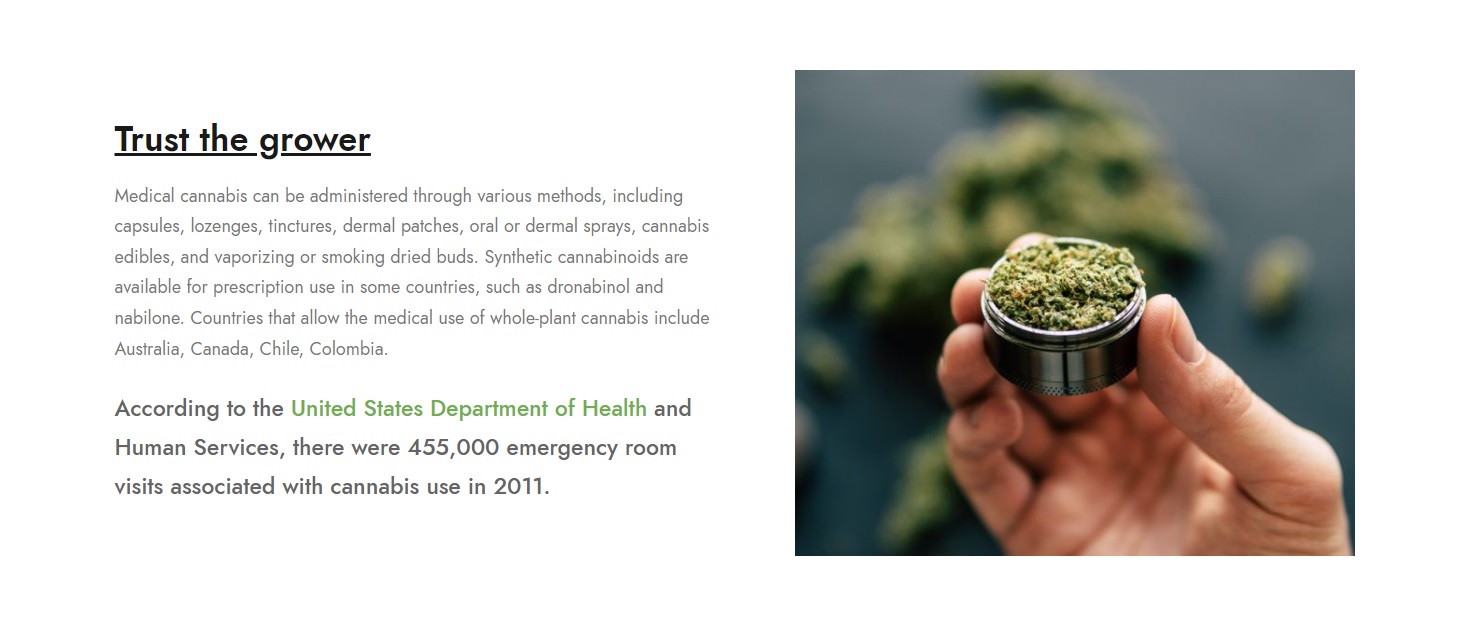 Trust the grower
Medical cannabis can be administered through various methods, including
capsules, lozenges, tinctures, dermal patches, oral or dermal sprays, cannabis
edibles, and vaporizing or smoking dried buds. Synthetic cannabinoids are
available for prescription use in some countries, such as dronabinol and
nabilone. Countries that allow the medical use of whole-plant cannabis include
Australia, Canada, Chile, Colombia.
According to the United States Department of Health and
Human Services, there were 455,000 emergency room
visits associated with cannabis use in 2011.